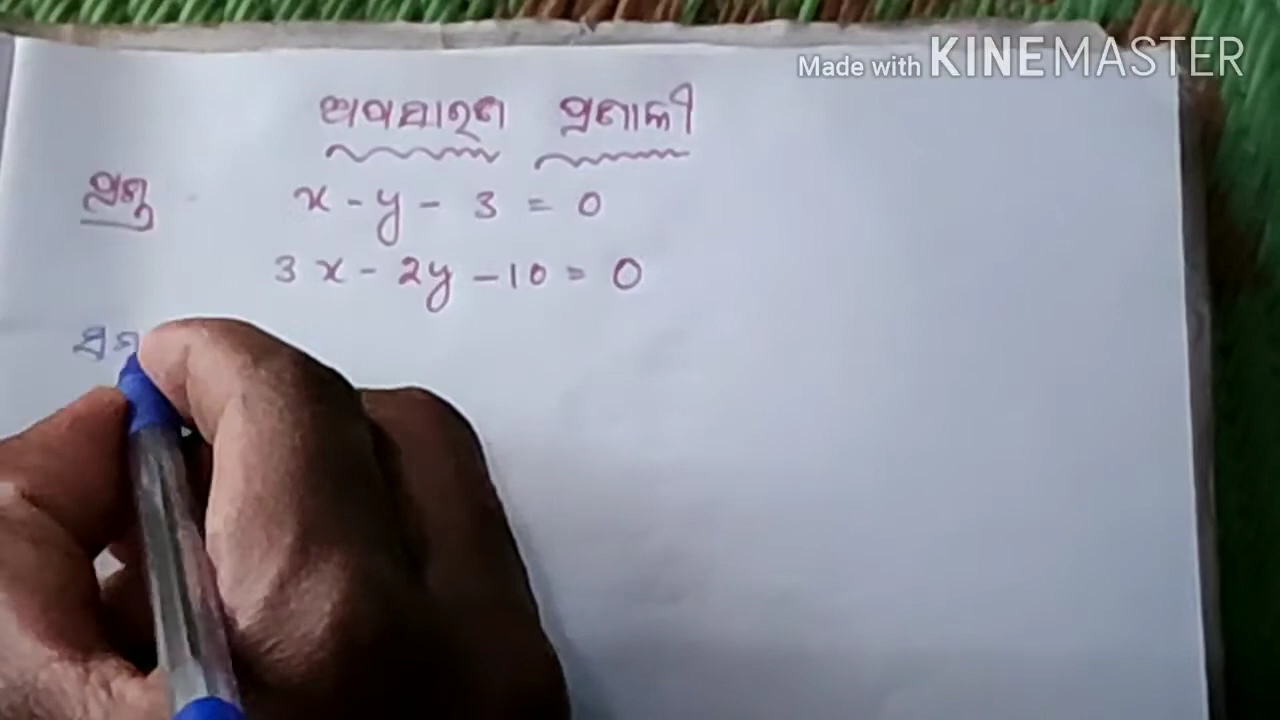 Made with KINEMASTER
ଅପସାରଣ ପ୍ରଣାଳୀ
ପ୍ରଶ୍ନ
x - y - 3 = 0
3x - 2y - 10 = 0